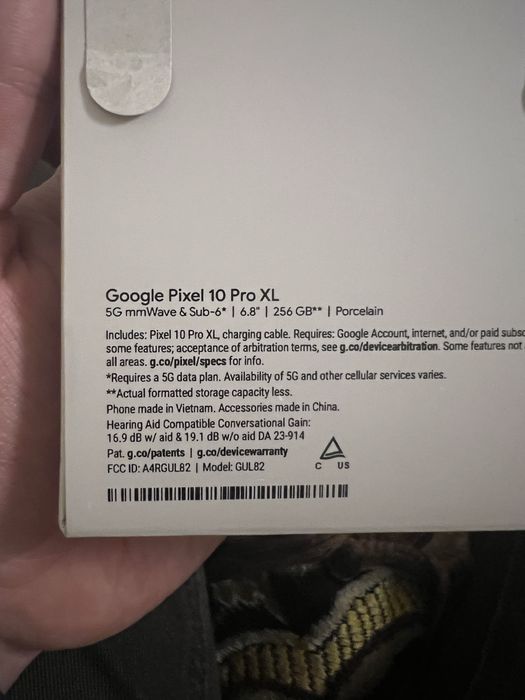 Google Pixel 10 Pro XL
5G mmWave & Sub-6* | 6.8" | 256 GB** | Porcelain
Includes: Pixel 10 Pro XL, charging cable. Requires: Google Account, internet, and/or paid subsc
some features; acceptance of arbitration terms, see g.co/devicearbitration. Some features not
all areas. g.co/pixel/specs for info.
*Requires a 5G data plan. Availability of 5G and other cellular services varies.
**Actual formatted storage capacity less.
Phone made in Vietnam. Accessories made in China.
Hearing Aid Compatible Conversational Gain:
16.9 dB w/ aid & 19.1 dB w/o aid DA 23-914
Pat. g.co/patents | g.co/devicewarranty
FCC ID: A4RGUL82 | Model: GUL82
C US